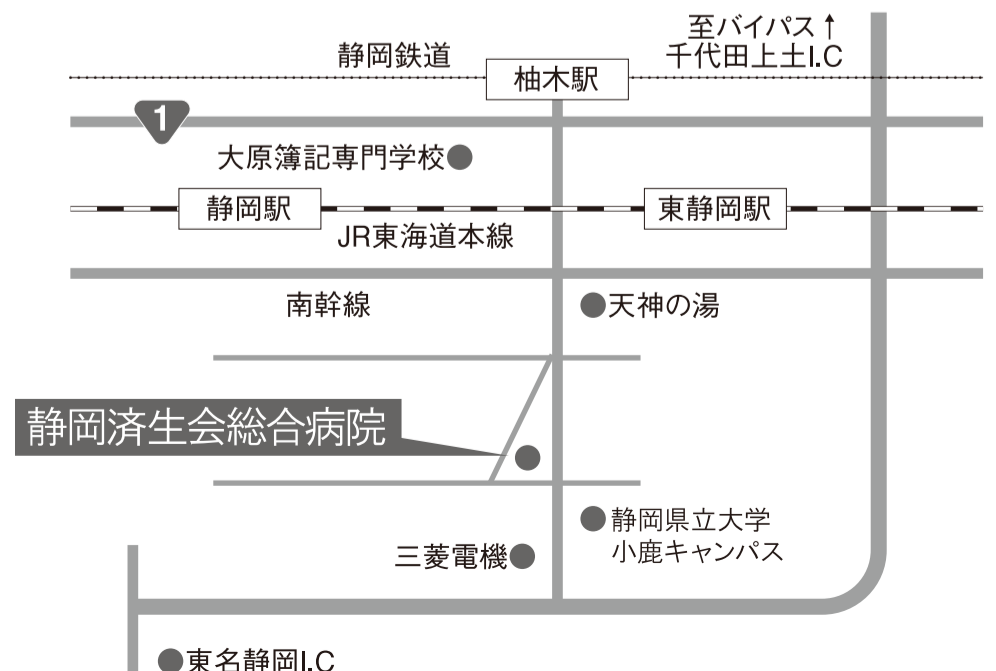 至バイパス↑
千代田上土I.C
静岡鉄道
柚木駅
1
大原簿記専門学校
静岡駅
東静岡駅
JR東海道本線
南幹線
天神の湯
静岡済生会総合病院
静岡県立大学
小鹿キャンパス
三菱電機
東名静岡I.C